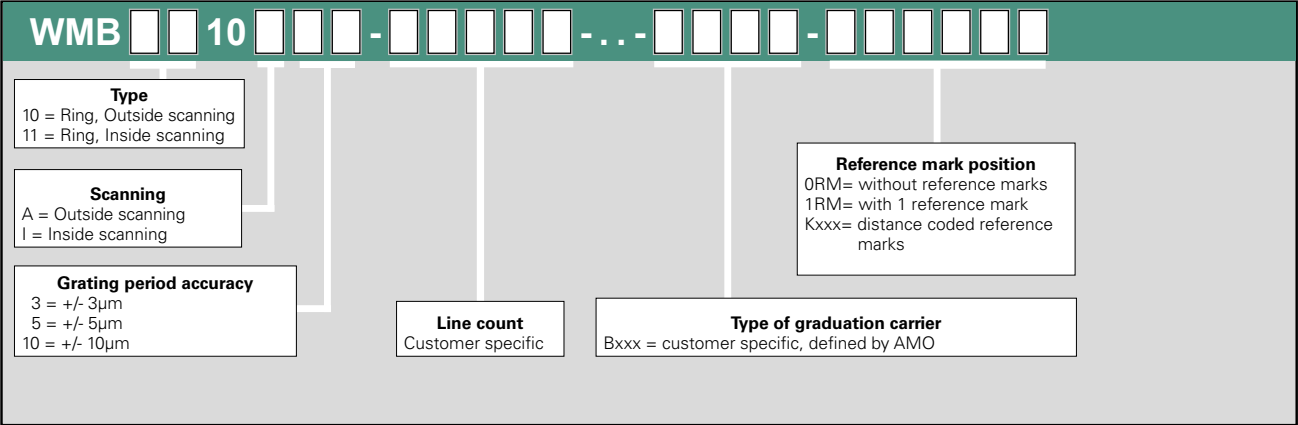 WMB 10 - -..- -
Type
10 = Ring, Outside scanning
11 = Ring, Inside scanning
Scanning
A = Outside scanning
I = Inside scanning
Grating period accuracy
3 = +/- 3µm
5 = +/- 5µm
10 = +/- 10µm
Line count
Customer specific
Type of graduation carrier
Bxxx = customer specific, defined by AMO
Reference mark position
0RM= without reference marks
1RM= with 1 reference mark
Kxxx= distance coded reference
marks